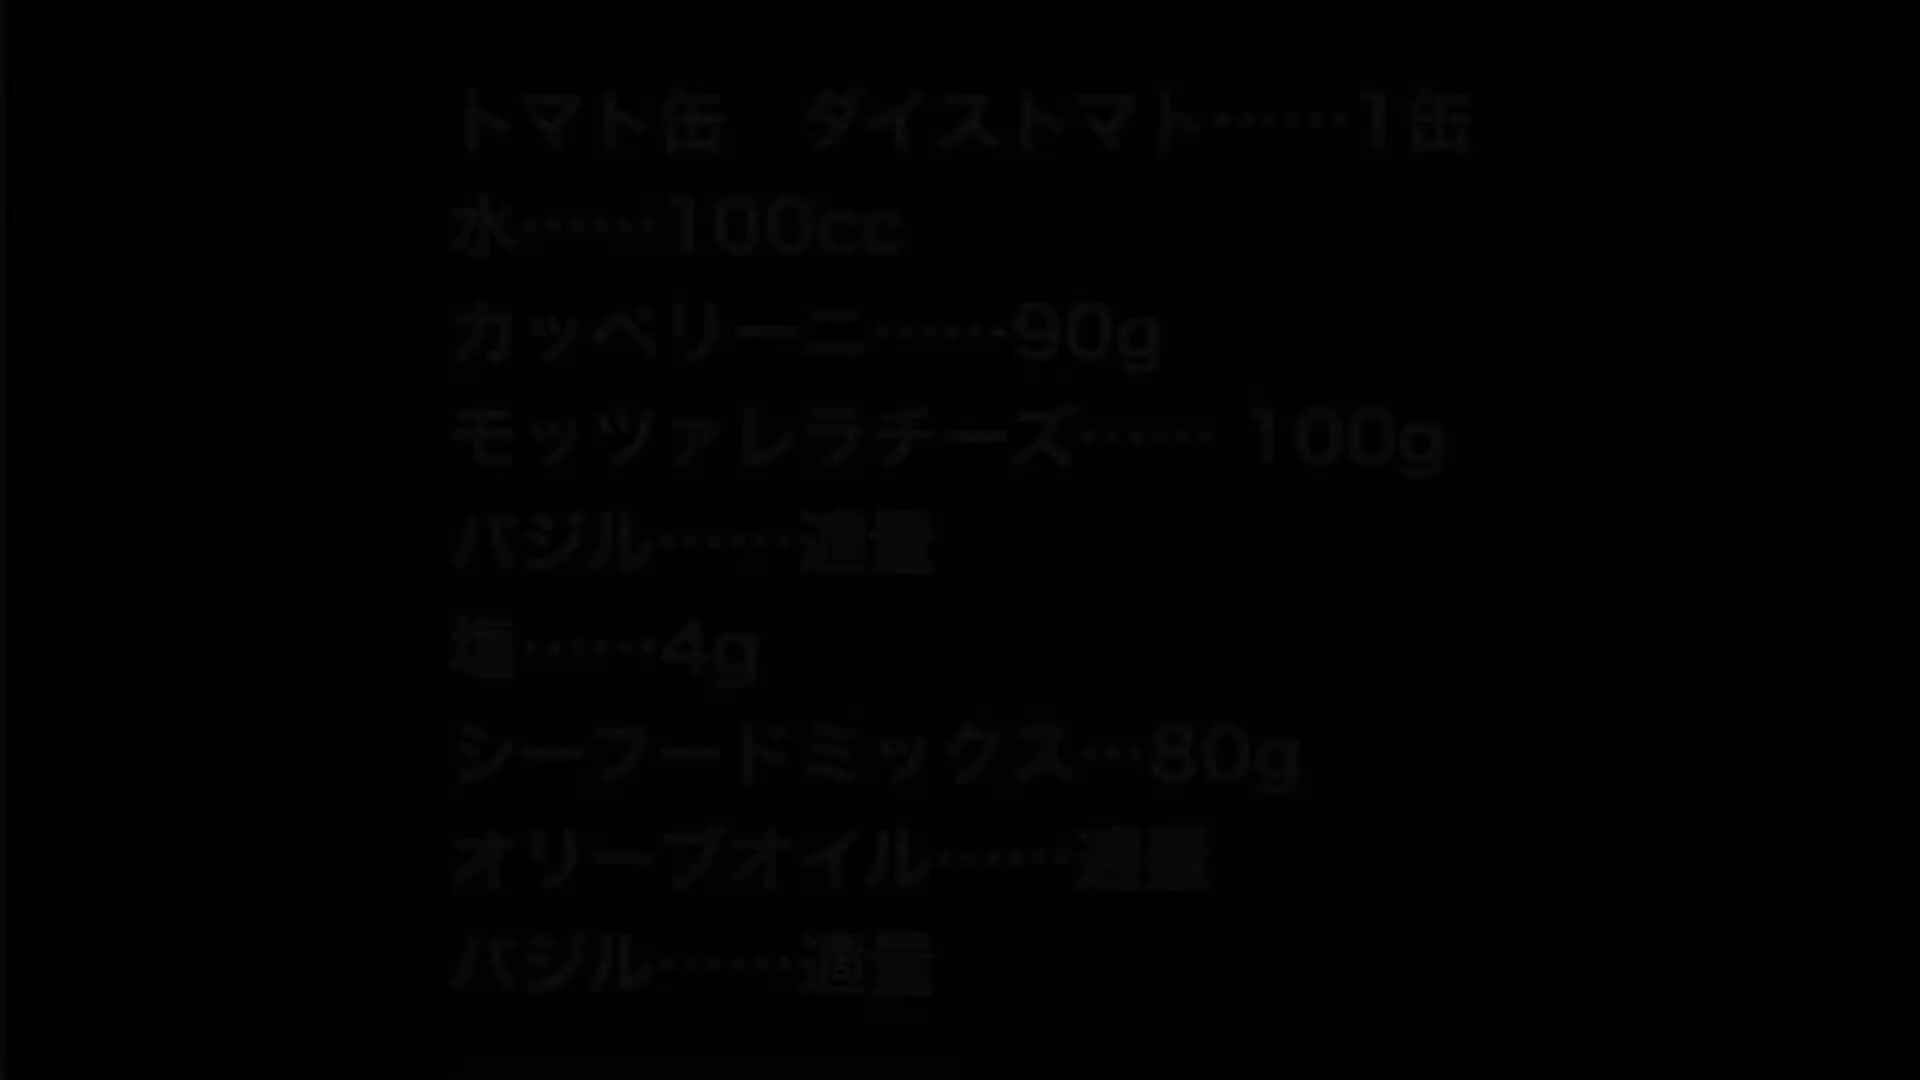 トマト缶　ダイストマト……1缶
水……100cc
カッペリーニ……90g
モッツァレラチーズ…… 100g
バジル……適量
塩……4g
シーフードミックス…80g
オリーブオイル……適量
バジル……適量